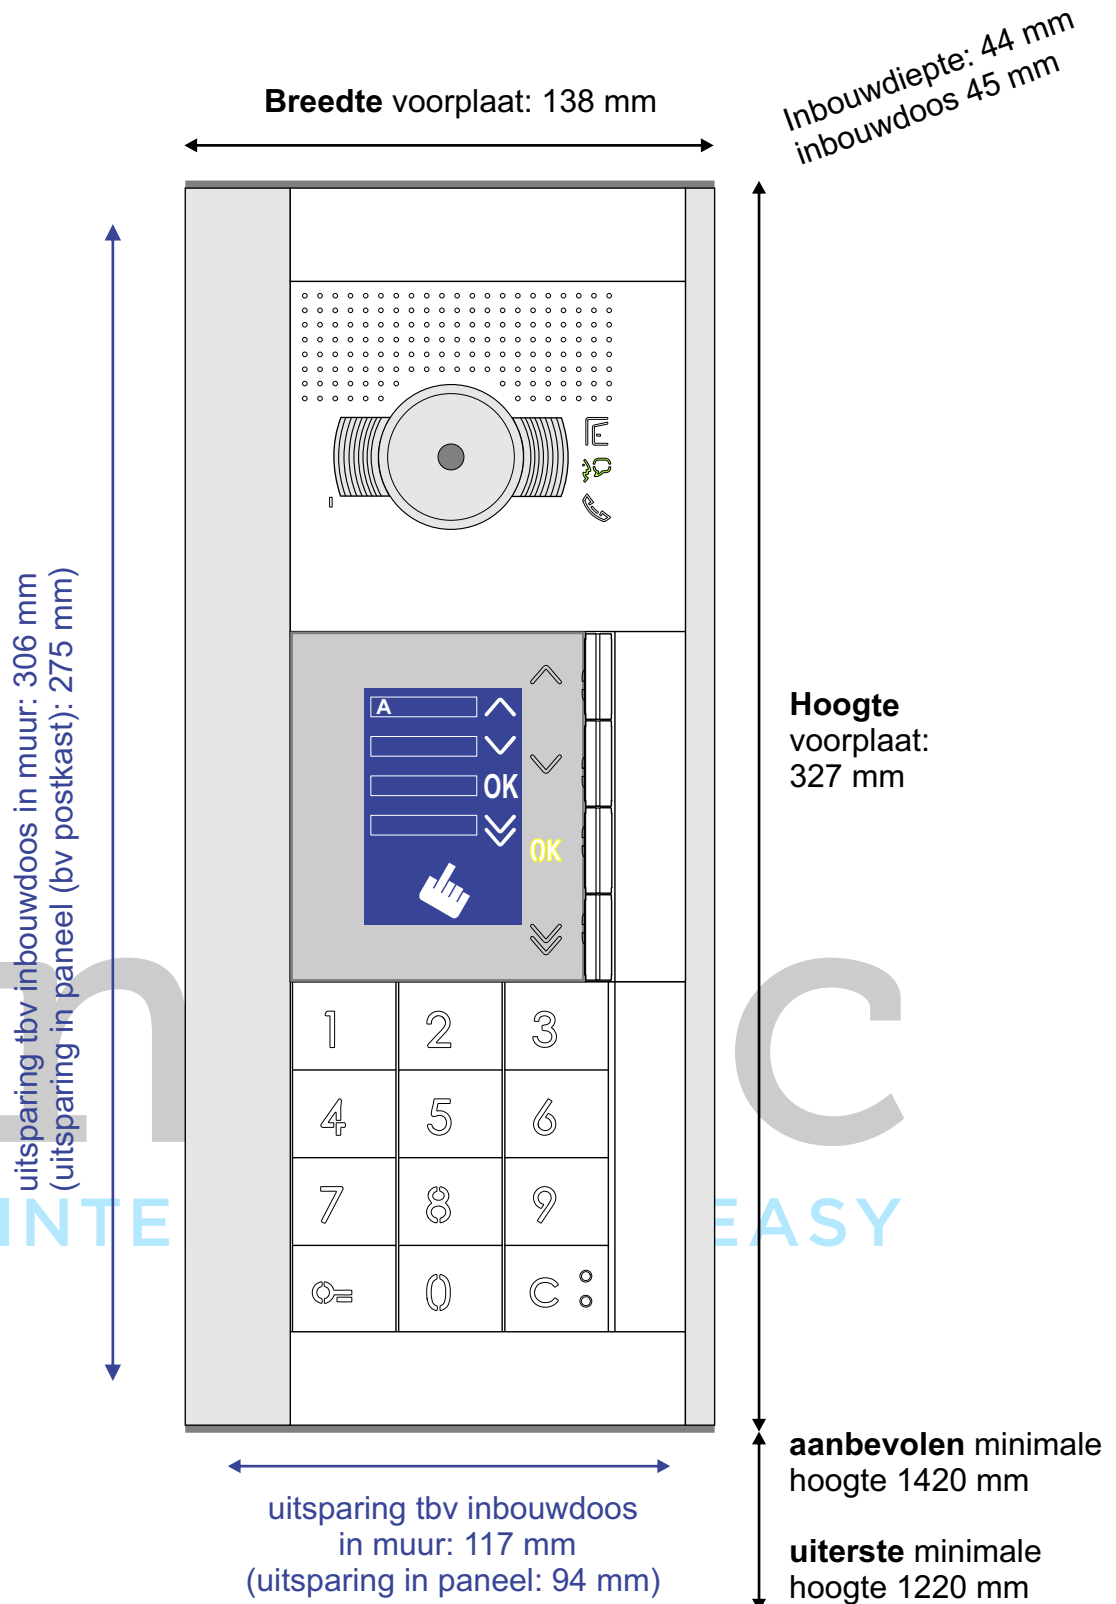 Inbouwdiepte: 44 mm
inbouwdoos 45 mm
Breedte voorplaat: 138 mm
uitsparing tbv inbouwdoos in muur: 306 mm
(uitsparing in paneel (bv postkast): 275 mm)
A
OK
OK
Hoogte
voorplaat:
327 mm
1 2 3
4 5 6
7 8 9
0 C
INTE EASY
aanbevolen minimale
hoogte 1420 mm
uiterste minimale
hoogte 1220 mm
uitsparing tbv inbouwdoos
in muur: 117 mm
(uitsparing in paneel: 94 mm)